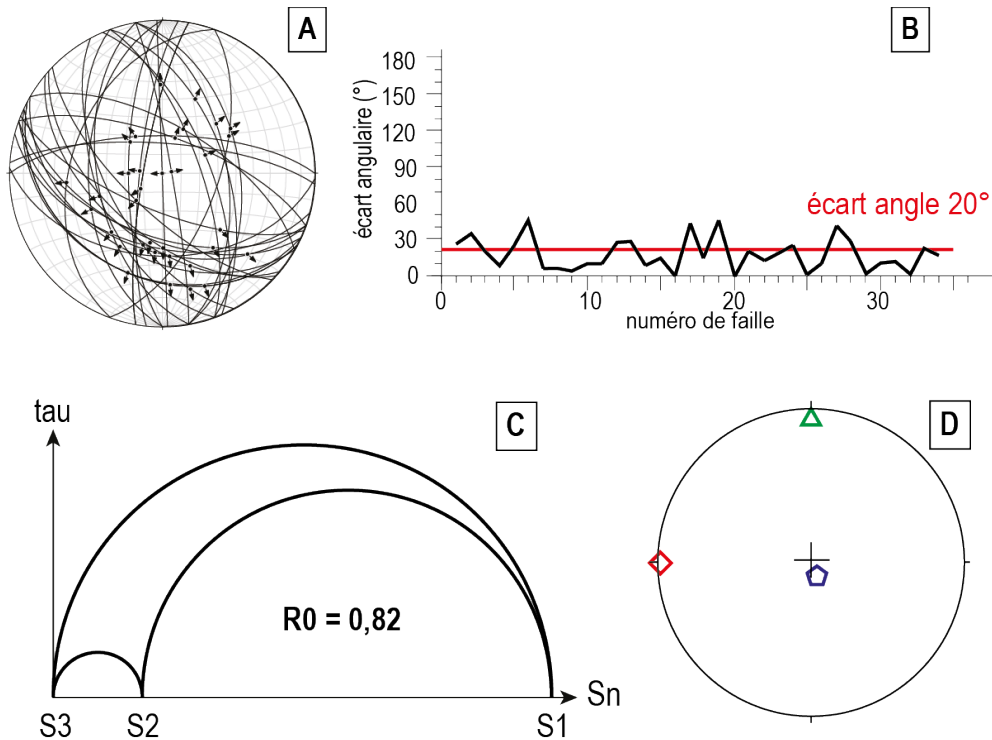 A
B
écart angulaire (°)
180
150
120
90
60
30
0
écart angle 20°
0
10
20
30
numéro de faille
tau
C
R0 = 0,82
Sn
S3
S2
S1
D